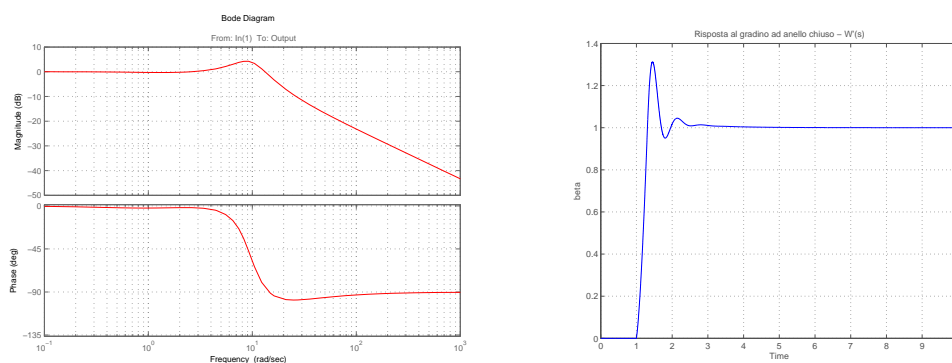 Bode Diagram
From: In(1) To: Output
Magnitude (dB)
10
0
−10
−20
−30
−40
−50
Phase (deg)
0
−45
−90
−135
10^-1
10^0
10^1
10^2
10^3
Frequency (rad/sec)
Risposta al gradino ad anello chiuso − W'(s)
beta
1.4
1.2
1
0.8
0.6
0.4
0.2
0
0 1 2 3 4 5 6 7 8 9
Time